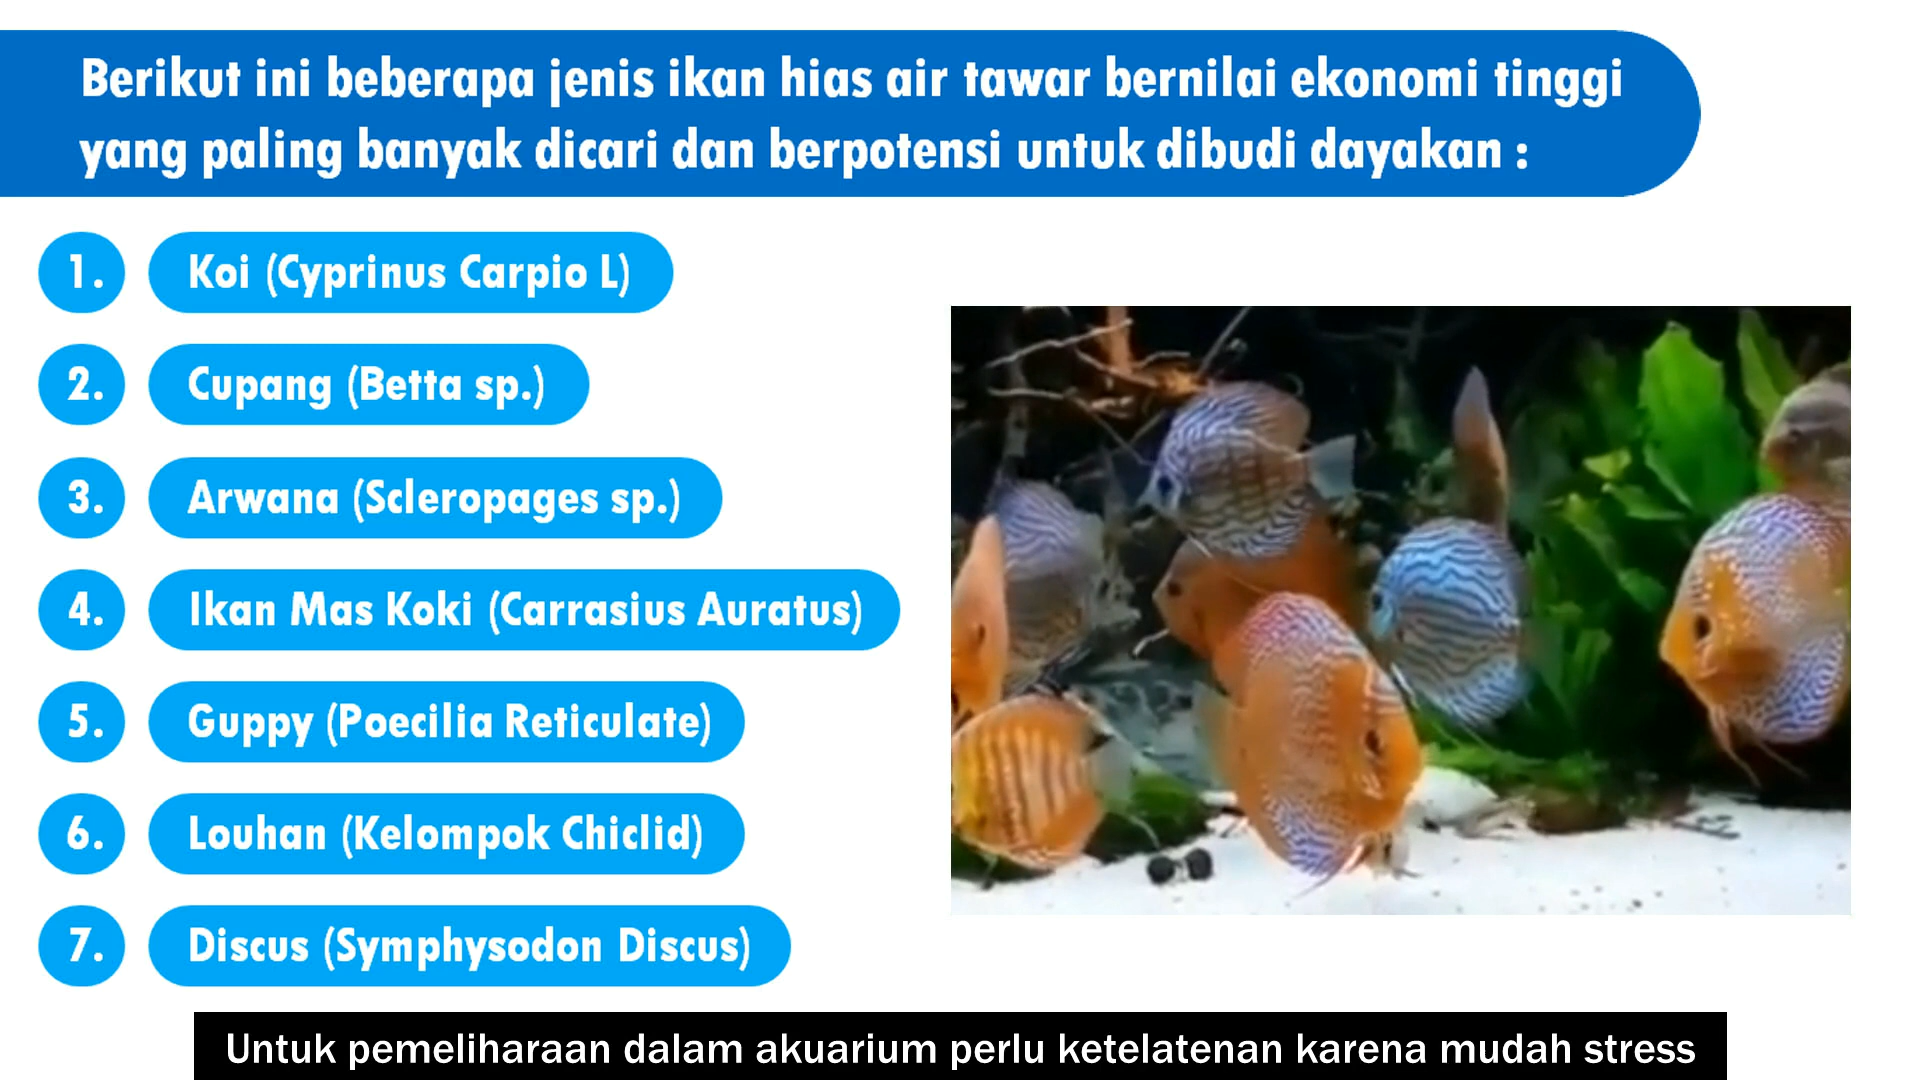 Berikut ini beberapa jenis ikan hias air tawar bernilai ekonomi tinggi
yang paling banyak dicari dan berpotensi untuk dibudi dayakan :
1. Koi (Cyprinus Carpio L)
2. Cupang (Betta sp.)
3. Arwana (Scleropages sp.)
4. Ikan Mas Koki (Carrasius Auratus)
5. Guppy (Poecilia Reticulate)
6. Louhan (Kelompok Chiclid)
7. Discus (Symphysodon Discus)
Untuk pemeliharaan dalam akuarium perlu ketelatenan karena mudah stress